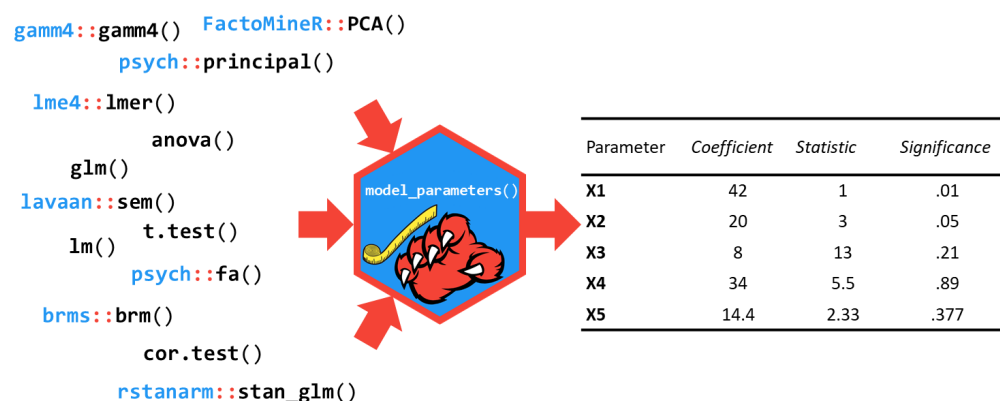 gamm4::gamm4()
FactoMineR::PCA()
psych::principal()
lme4::lmer()
anova()
glm()
lavaan::sem()
t.test()
lm()
psych::fa()
brms::brm()
cor.test()
rstanarm::stan_glm()
model_parameters()
Parameter Coefficient Statistic Significance
X1 42 1 .01
X2 20 3 .05
X3 8 13 .21
X4 34 5.5 .89
X5 14.4 2.33 .377